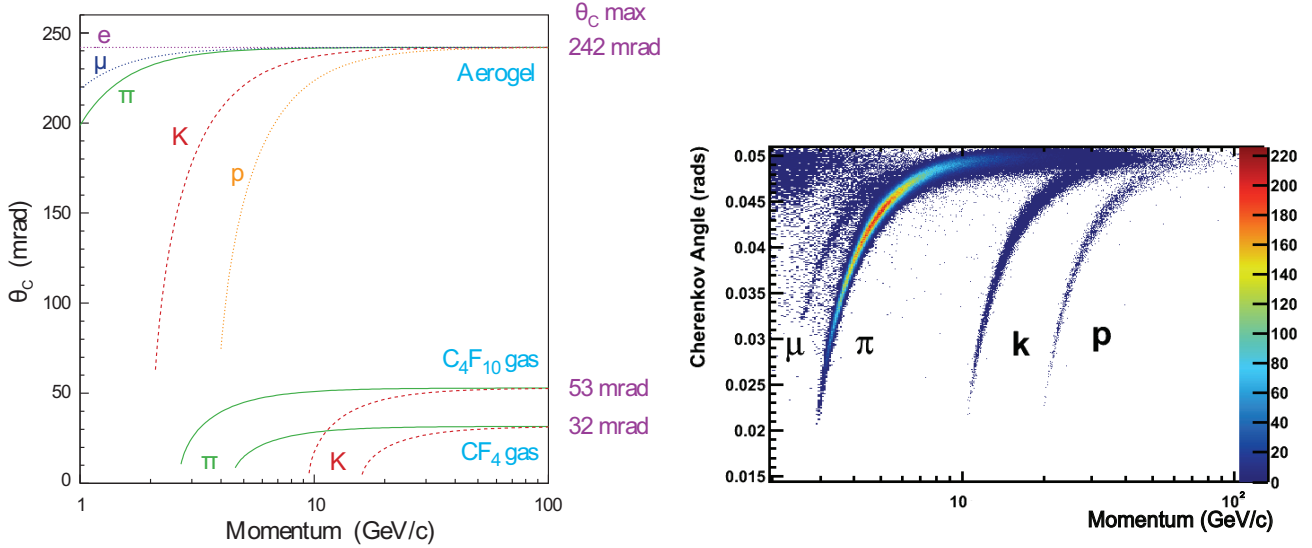 θC max
250
e
242 mrad
μ
Aerogel
π
200
K
p
150
θC (mrad)
100
C4F10 gas
50
53 mrad
32 mrad
π
K
CF4 gas
0
1
10
100
Momentum (GeV/c)
0.05
0.045
0.04
0.035
0.03
0.025
0.02
0.015
Cherenkov Angle (rads)
μ
π
k
p
10
10²
Momentum (GeV/c)
220
200
180
160
140
120
100
80
60
40
20
0